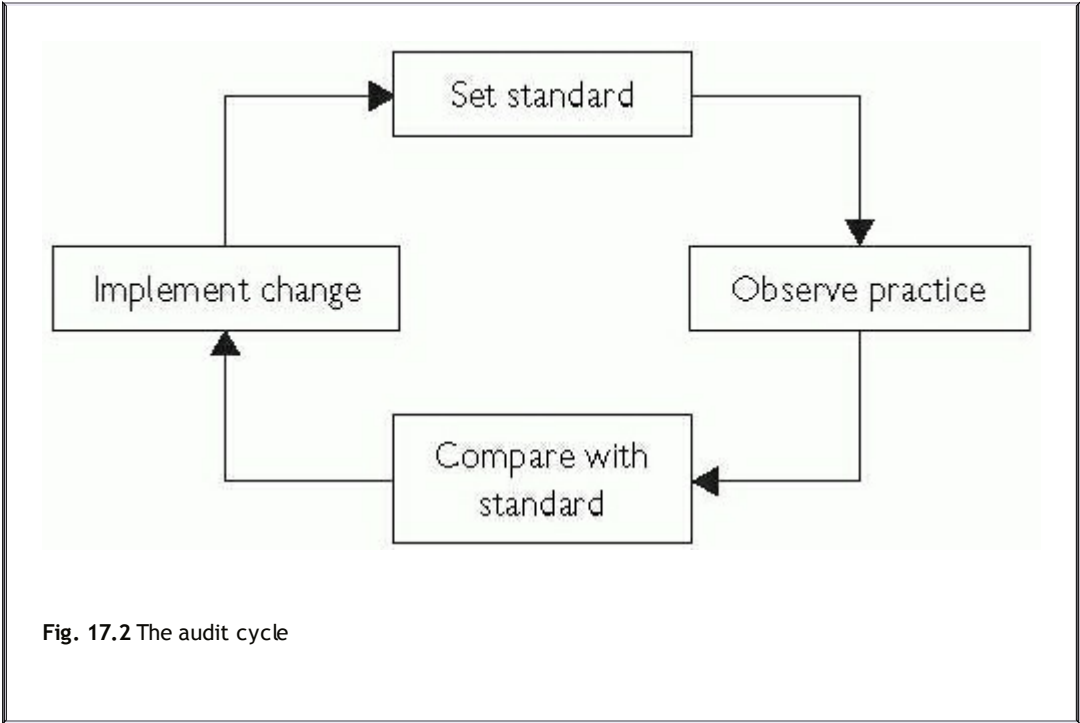 Set standard
Implement change
Observe practice
Compare with
standard
Fig. 17.2 The audit cycle